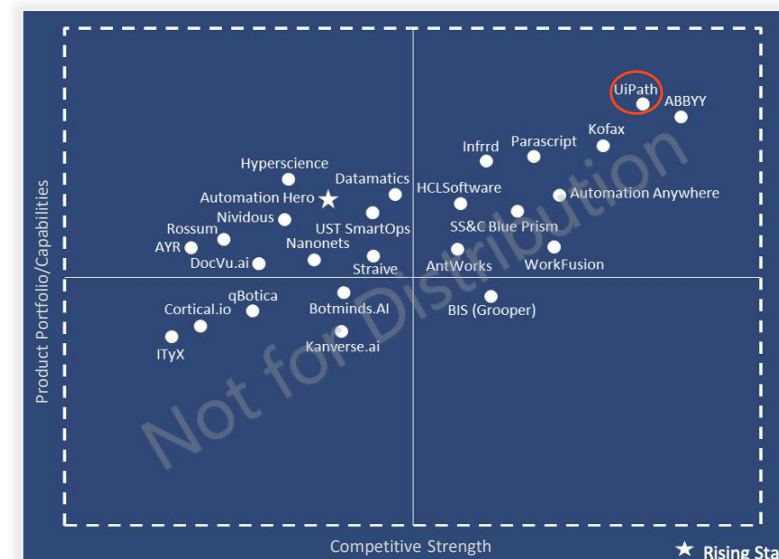 UiPath
ABBYY
Kofax
Infrrd
Parascript
Hyperscience
Datamatics
Automation Hero
HCLSoftware
Automation Anywhere
Nividous
UST SmartOps
SS&C Blue Prism
Rossum
AYR
Nanonets
DocVu.ai
Straive
AntWorks
WorkFusion
qBotica
Botminds.AI
BIS (Grooper)
Cortical.io
Kanverse.ai
ITyX
Not for Distribution
Product Portfolio/Capabilities
Competitive Strength
Rising Sta